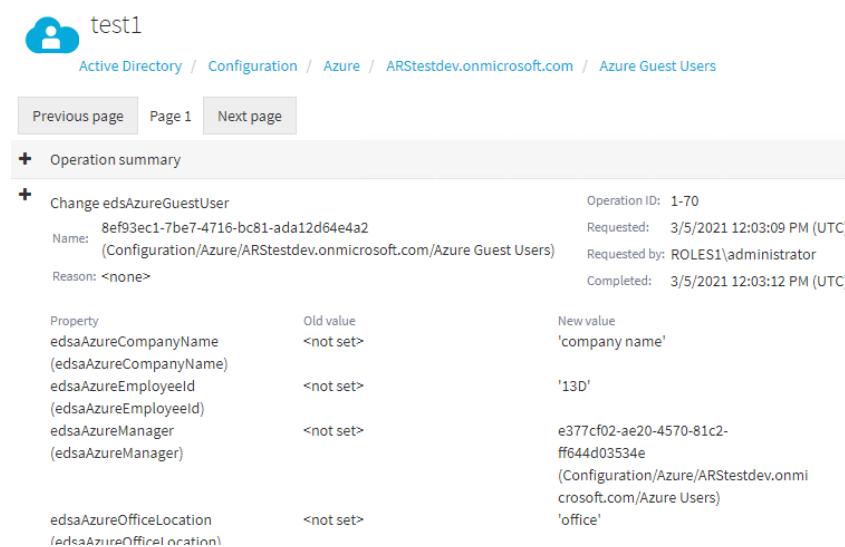 test1
Active Directory / Configuration / Azure / ARStestdev.onmicrosoft.com / Azure Guest Users
Previous page Page 1 Next page
Operation summary
Change edsAzureGuestUser
Name: 8ef93ec1-7be7-4716-bc81-ada12d64e4a2
(Configuration/Azure/ARStestdev.onmicrosoft.com/Azure Guest Users)
Reason: <none>
Operation ID: 1-70
Requested: 3/5/2021 12:03:09 PM (UTC)
Requested by: ROLES1\administrator
Completed: 3/5/2021 12:03:12 PM (UTC)
Property Old value New value
edsaAzureCompanyName <not set> 'company name'
(edsaAzureCompanyName)
edsaAzureEmployeeId <not set> '13D'
(edsaAzureEmployeeId)
edsaAzureManager <not set> e377cf02-ae20-4570-81c2-
(edsaAzureManager) ff644d03534e
(Configuration/Azure/ARStestdev.onmi
crosoft.com/Azure Users)
edsaAzureOfficeLocation <not set> 'office'
(edsaAzureOfficeLocation)